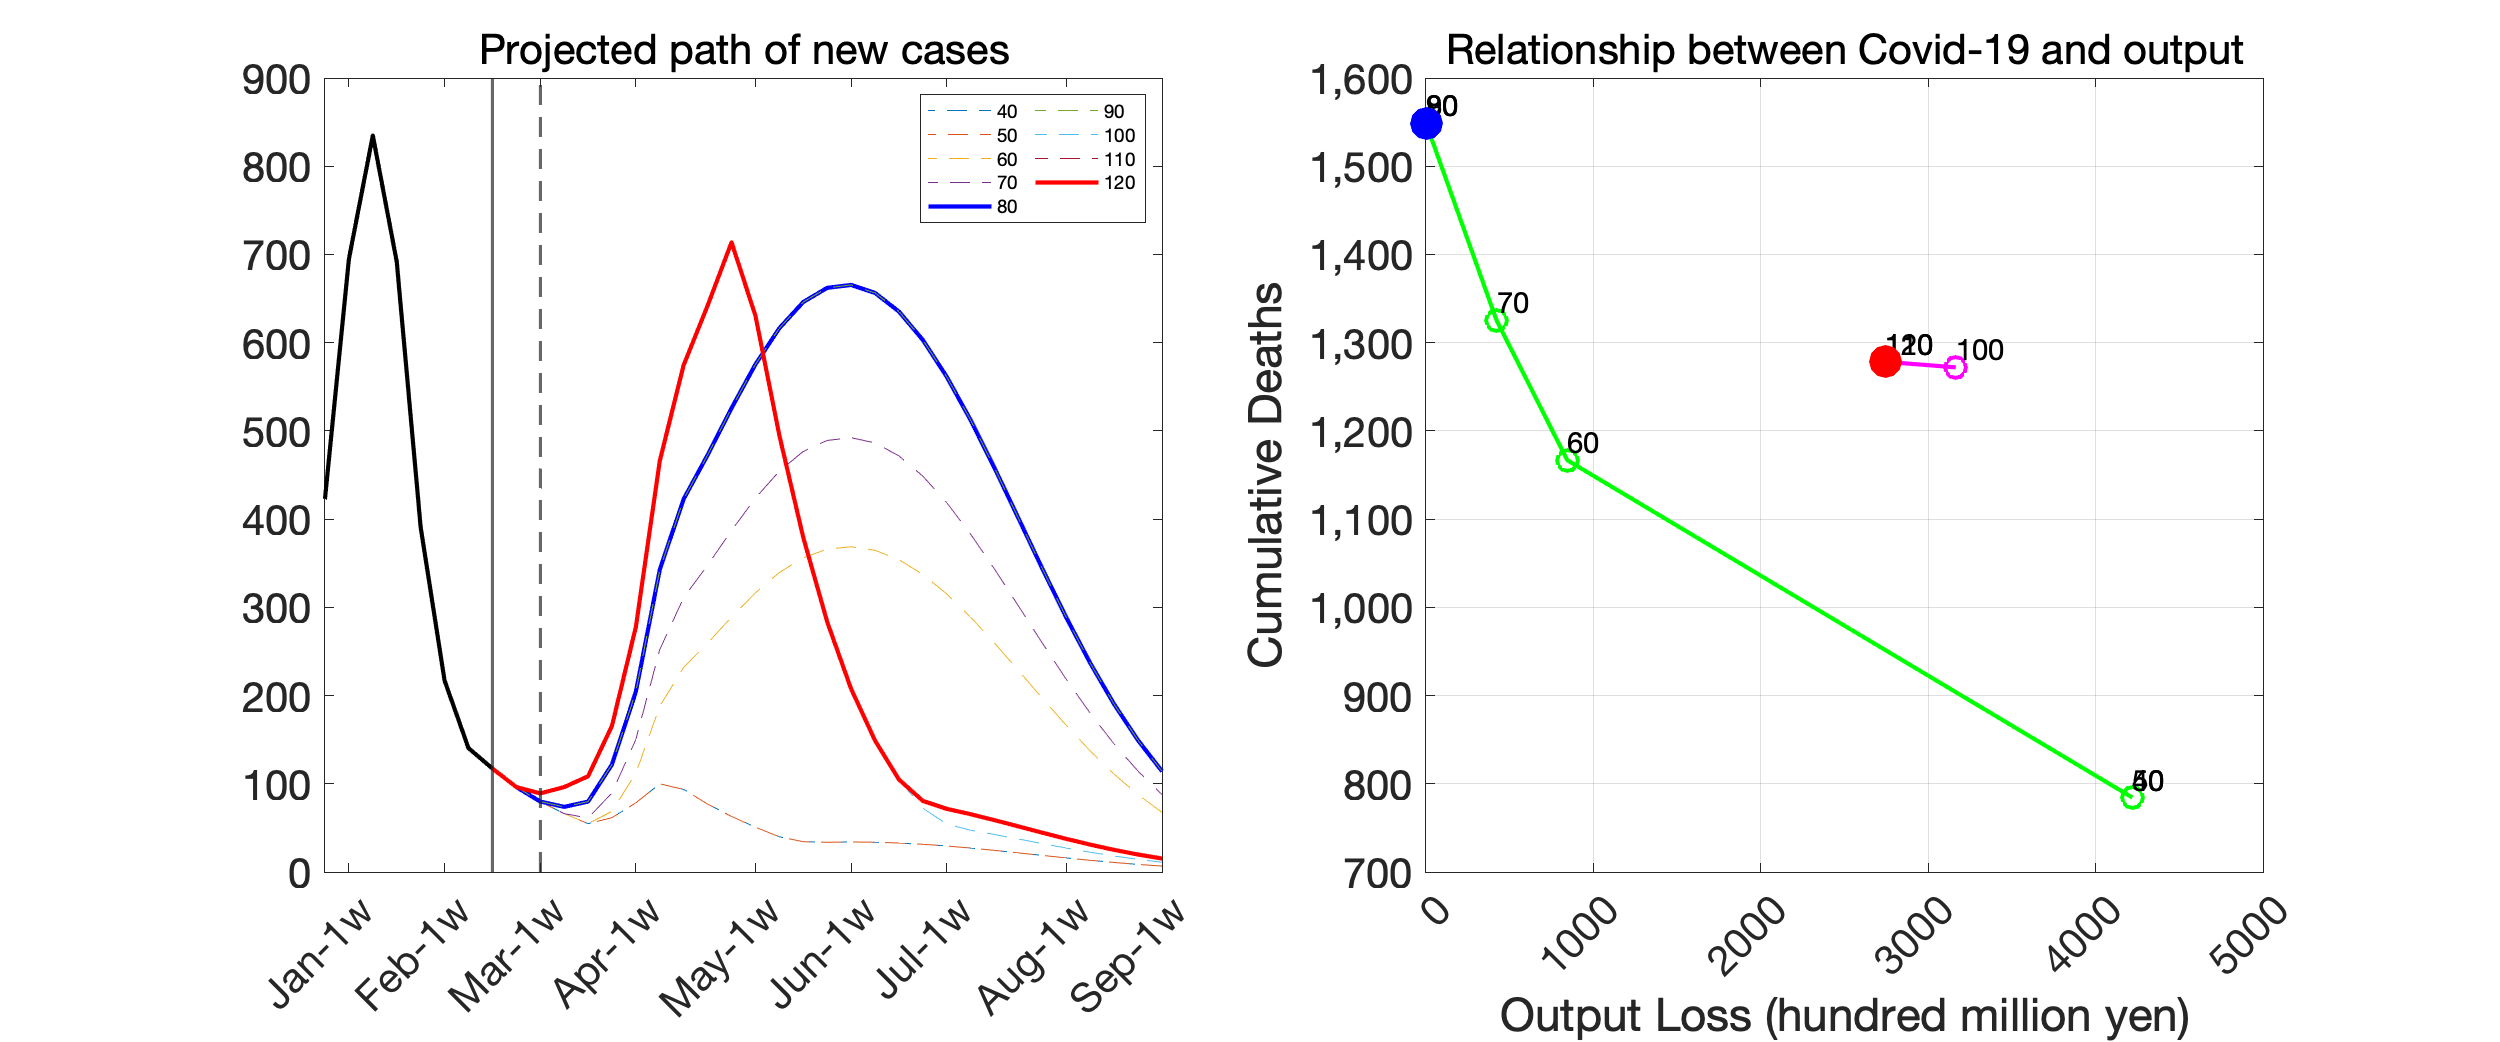 Projected path of new cases
900
800
700
600
500
400
300
200
100
0
40
50
60
70
80
90
100
110
120
Jan-1w
Feb-1w
Mar-1w
Apr-1w
May-1w
Jun-1w
Jul-1w
Aug-1w
Sep-1w
Relationship between Covid-19 and output
Cumulative Deaths
1,600
1,500
1,400
1,300
1,200
1,100
1,000
900
800
700
70
60
100
0
1000
2000
3000
4000
5000
Output Loss (hundred million yen)